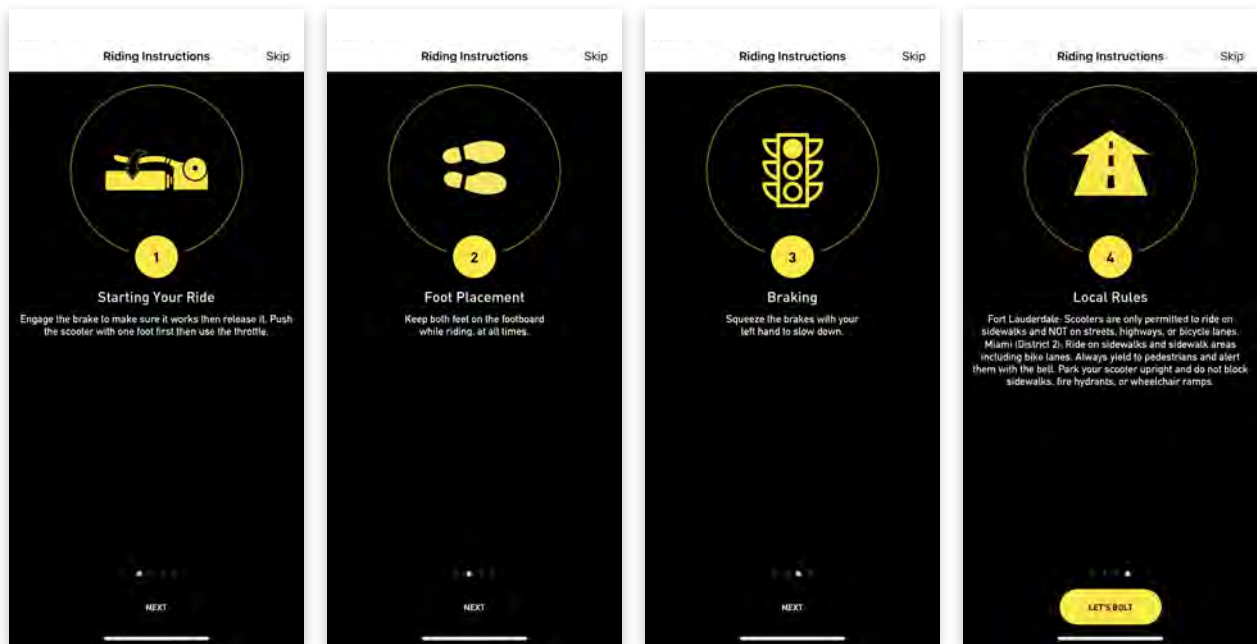 Riding Instructions
Skip
1
Starting Your Ride
Engage the brake to make sure it works then release it. Push
the scooter with one foot first then use the throttle.
NEXT
Riding Instructions
Skip
2
Foot Placement
Keep both feet on the footboard
while riding, at all times.
NEXT
Riding Instructions
Skip
3
Braking
Squeeze the brakes with your
left hand to slow down.
NEXT
Riding Instructions
Skip
4
Local Rules
Fort Lauderdale: Scooters are only permitted to ride on
sidewalks and NOT on streets, highways, or bicycle lanes.
Miami (District 2): Ride on sidewalks and sidewalk areas
including bike lanes. Always yield to pedestrians and alert
them with the bell. Park your scooter upright and do not block
sidewalks, fire hydrants, or wheelchair ramps.
LET'S BOLT